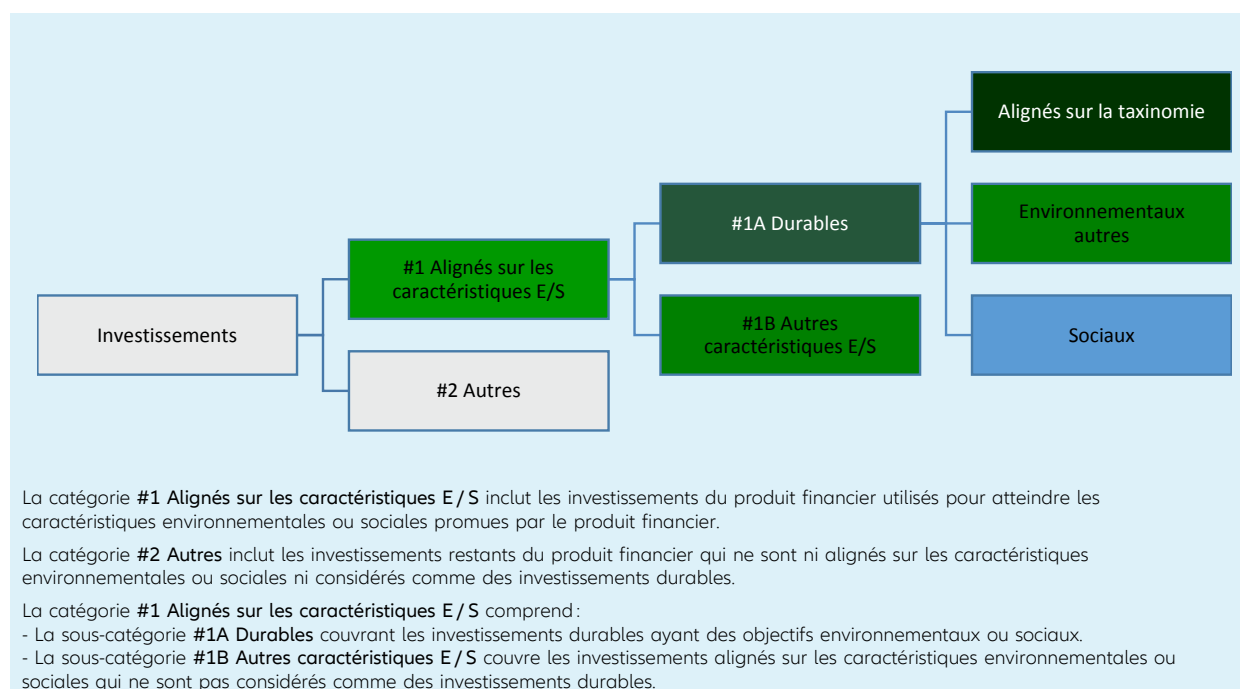 Alignés sur la taxinomie
#1A Durables
Environnementaux
autres
#1 Alignés sur les
caractéristiques E/S
Investissements
#1B Autres
caractéristiques E/S
Sociaux
#2 Autres
La catégorie #1 Alignés sur les caractéristiques E / S inclut les investissements du produit financier utilisés pour atteindre les
caractéristiques environnementales ou sociales promues par le produit financier.
La catégorie #2 Autres inclut les investissements restants du produit financier qui ne sont ni alignés sur les caractéristiques
environnementales ou sociales ni considérés comme des investissements durables.
La catégorie #1 Alignés sur les caractéristiques E / S comprend :
- La sous-catégorie #1A Durables couvrant les investissements durables ayant des objectifs environnementaux ou sociaux.
- La sous-catégorie #1B Autres caractéristiques E / S couvre les investissements alignés sur les caractéristiques environnementales ou
sociales qui ne sont pas considérés comme des investissements durables.